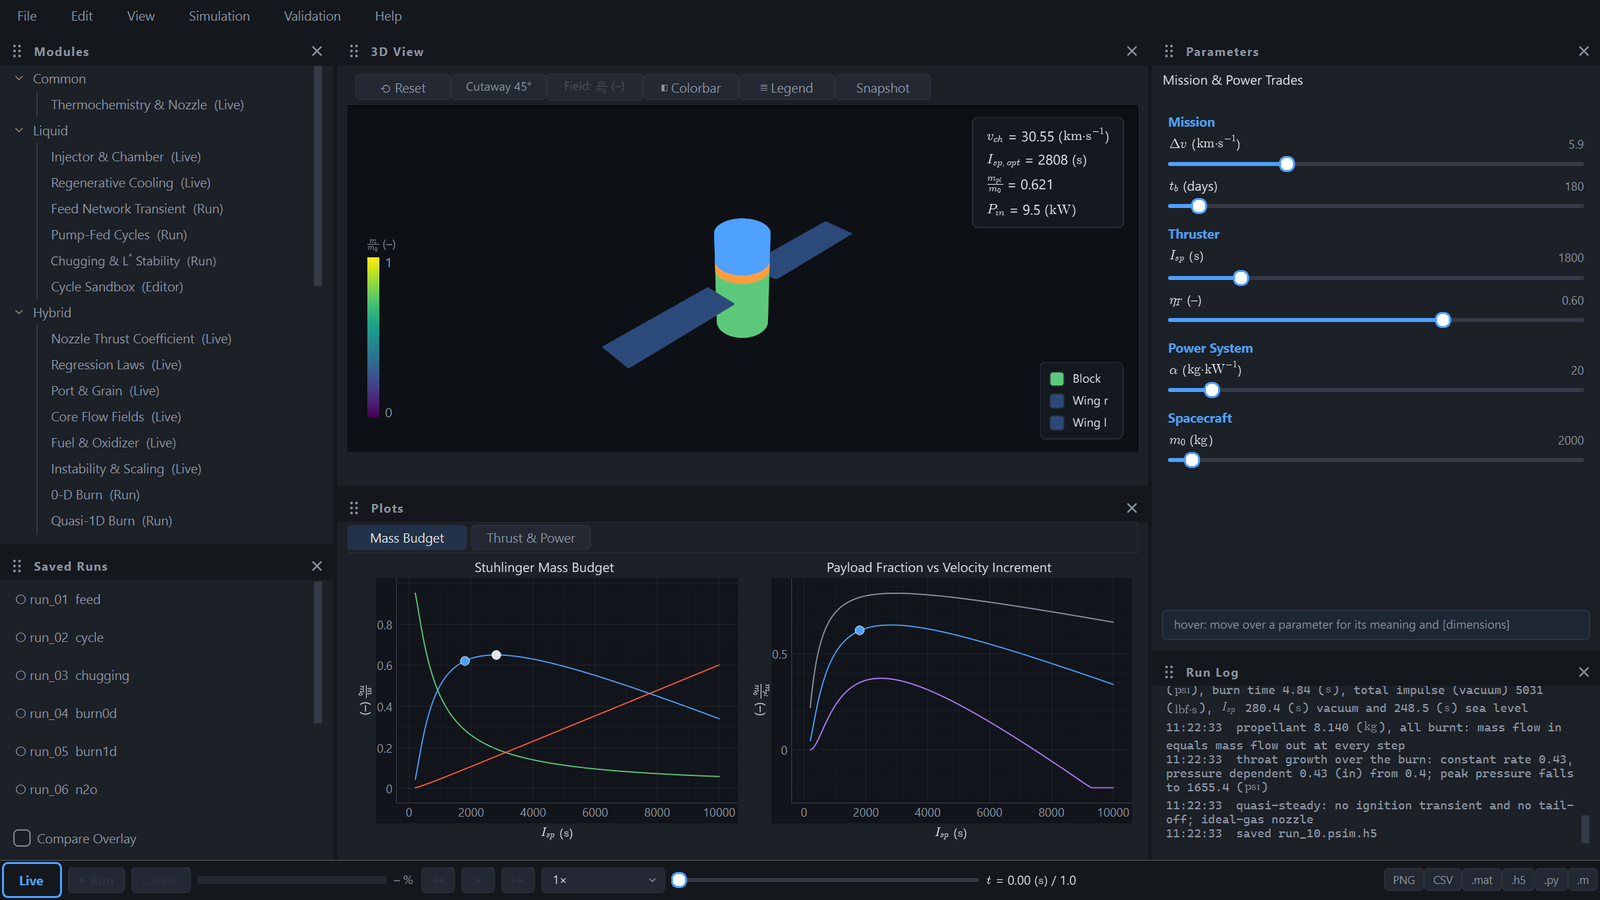 File Edit View Simulation Validation Help
Modules
Common
Thermochemistry & Nozzle (Live)
Liquid
Injector & Chamber (Live)
Regenerative Cooling (Live)
Feed Network Transient (Run)
Pump-Fed Cycles (Run)
Chugging & L* Stability (Run)
Cycle Sandbox (Editor)
Hybrid
Nozzle Thrust Coefficient (Live)
Regression Laws (Live)
Port & Grain (Live)
Core Flow Fields (Live)
Fuel & Oxidizer (Live)
Instability & Scaling (Live)
0-D Burn (Run)
Quasi-1D Burn (Run)
Saved Runs
run_01 feed
run_02 cycle
run_03 chugging
run_04 burn0d
run_05 burn1d
run_06 n2o
Compare Overlay
3D View
Reset Cutaway 45° Field: m/m₀ (–) Colorbar Legend Snapshot
v_ch = 30.55 (km·s⁻¹)
I_sp,opt = 2808 (s)
m_pl/m₀ = 0.621
P_in = 9.5 (kW)
m/m₀ (–)
1
0
Block
Wing r
Wing l
Plots
Mass Budget Thrust & Power
Stuhlinger Mass Budget
m/m₀ (–)
0.8
0.6
0.4
0.2
0
0 2000 4000 6000 8000 10000
I_sp (s)
Payload Fraction vs Velocity Increment
m_pl/m₀ (–)
0.5
0
0 2000 4000 6000 8000 10000
I_sp (s)
Parameters
Mission & Power Trades
Mission
Δv (km·s⁻¹) 5.9
t_b (days) 180
Thruster
I_sp (s) 1800
η_T (–) 0.60
Power System
α (kg·kW⁻¹) 20
Spacecraft
m₀ (kg) 2000
hover: move over a parameter for its meaning and [dimensions]
Run Log
(psi), burn time 4.84 (s), total impulse (vacuum) 5031
(lbf·s), I_sp 280.4 (s) vacuum and 248.5 (s) sea level
11:22:33 propellant 8.140 (kg), all burnt: mass flow in
equals mass flow out at every step
11:22:33 throat growth over the burn: constant rate 0.43,
pressure dependent 0.43 (in) from 0.4; peak pressure falls
to 1655.4 (psi)
11:22:33 quasi-steady: no ignition transient and no tail-
off; ideal-gas nozzle
11:22:33 saved run_10.psim.h5
Live Run Cancel – % 1× t = 0.00 (s) / 1.0 PNG CSV .mat .h5 .py .m